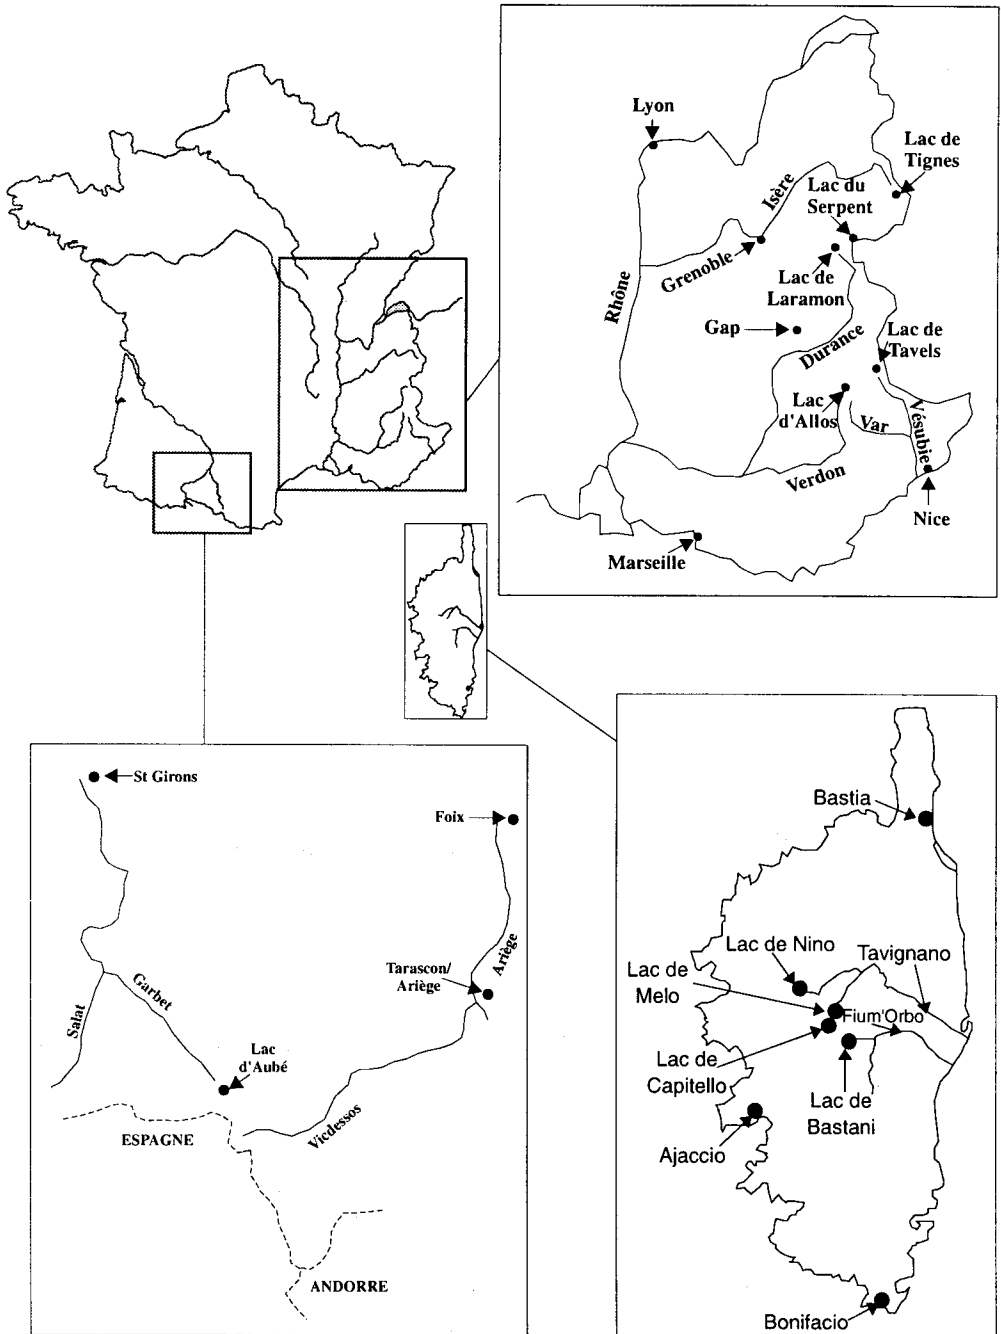 Lyon
Lac de
Tignes
Isère
Lac du
Serpent
Grenoble
Lac de
Laramon
Rhône
Gap
Durance
Lac de
Tavels
Lac
d'Allos
Var
Vésubie
Verdon
Nice
Marseille
St Girons
Foix
Ariège
Tarascon/
Ariège
Garbet
Salat
Lac
d'Aubé
Vicdessos
ESPAGNE
ANDORRE
Bastia
Lac de Nino
Tavignano
Lac de
Melo
Fium'Orbo
Lac de
Capitello
Lac de
Bastani
Ajaccio
Bonifacio